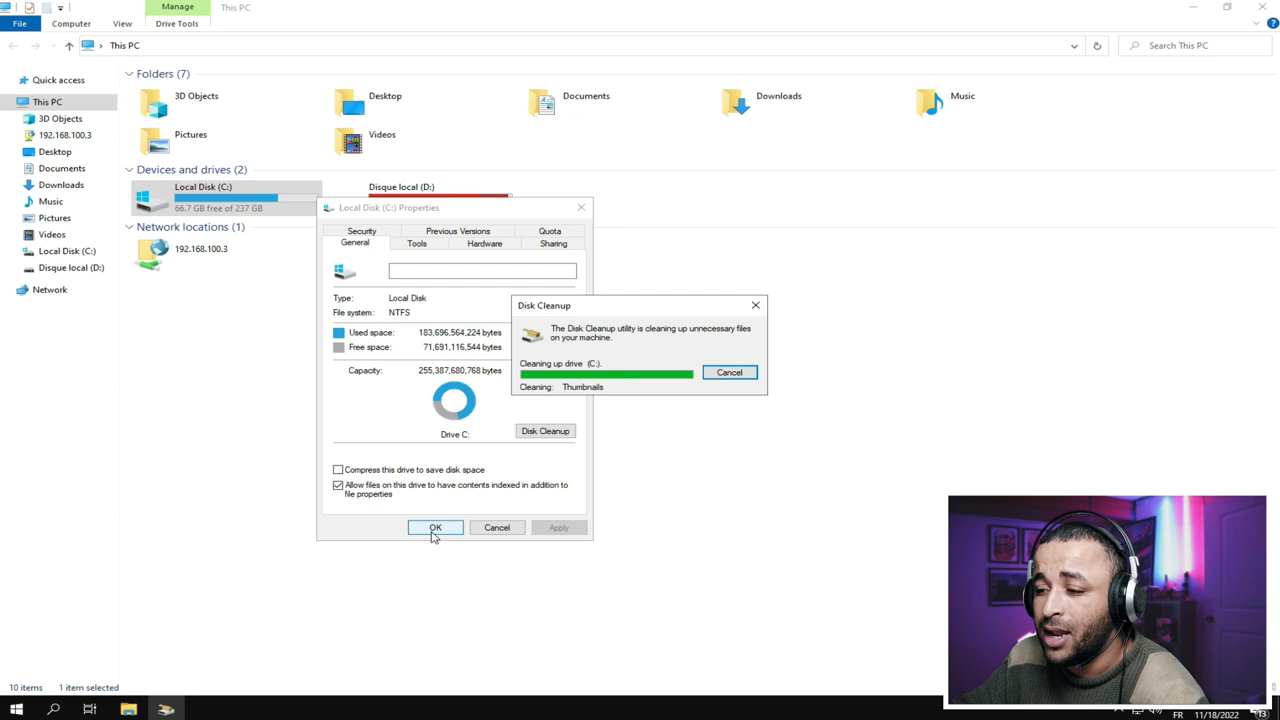 Manage
This PC
File
Computer
View
Drive Tools
This PC
Search This PC
Quick access
This PC
3D Objects
192.168.100.3
Desktop
Documents
Downloads
Music
Pictures
Videos
Local Disk (C:)
Disque local (D:)
Network
Folders (7)
3D Objects
Desktop
Documents
Downloads
Music
Pictures
Videos
Devices and drives (2)
Local Disk (C:)
66.7 GB free of 237 GB
Disque local (D:)
Network locations (1)
192.168.100.3
Local Disk (C:) Properties
Security
Previous Versions
Quota
General
Tools
Hardware
Sharing
Type: Local Disk
File system: NTFS
Used space: 183,696,564,224 bytes
Free space: 71,691,116,544 bytes
Capacity: 255,387,680,768 bytes
Drive C:
Disk Cleanup
Compress this drive to save disk space
Allow files on this drive to have contents indexed in addition to
file properties
OK
Cancel
Apply
Disk Cleanup
The Disk Cleanup utility is cleaning up unnecessary files
on your machine.
Cleaning up drive (C:).
Cancel
Cleaning: Thumbnails
10 items
1 item selected
FR
11/18/2022